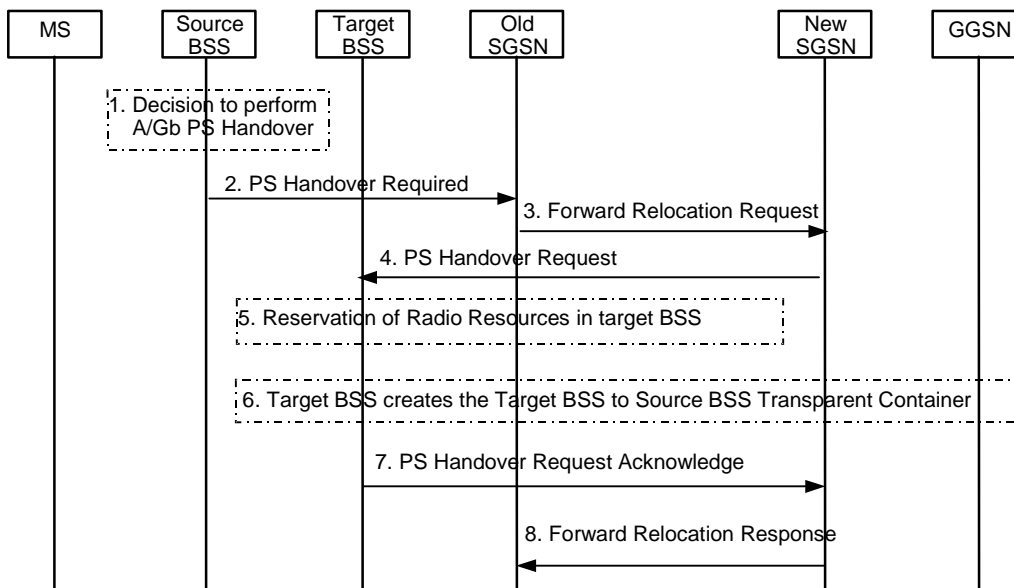 MS
Source
BSS
Target
BSS
Old
SGSN
New
SGSN
GGSN
1. Decision to perform
A/Gb PS Handover
2. PS Handover Required
3. Forward Relocation Request
4. PS Handover Request
5. Reservation of Radio Resources in target BSS
6. Target BSS creates the Target BSS to Source BSS Transparent Container
7. PS Handover Request Acknowledge
8. Forward Relocation Response